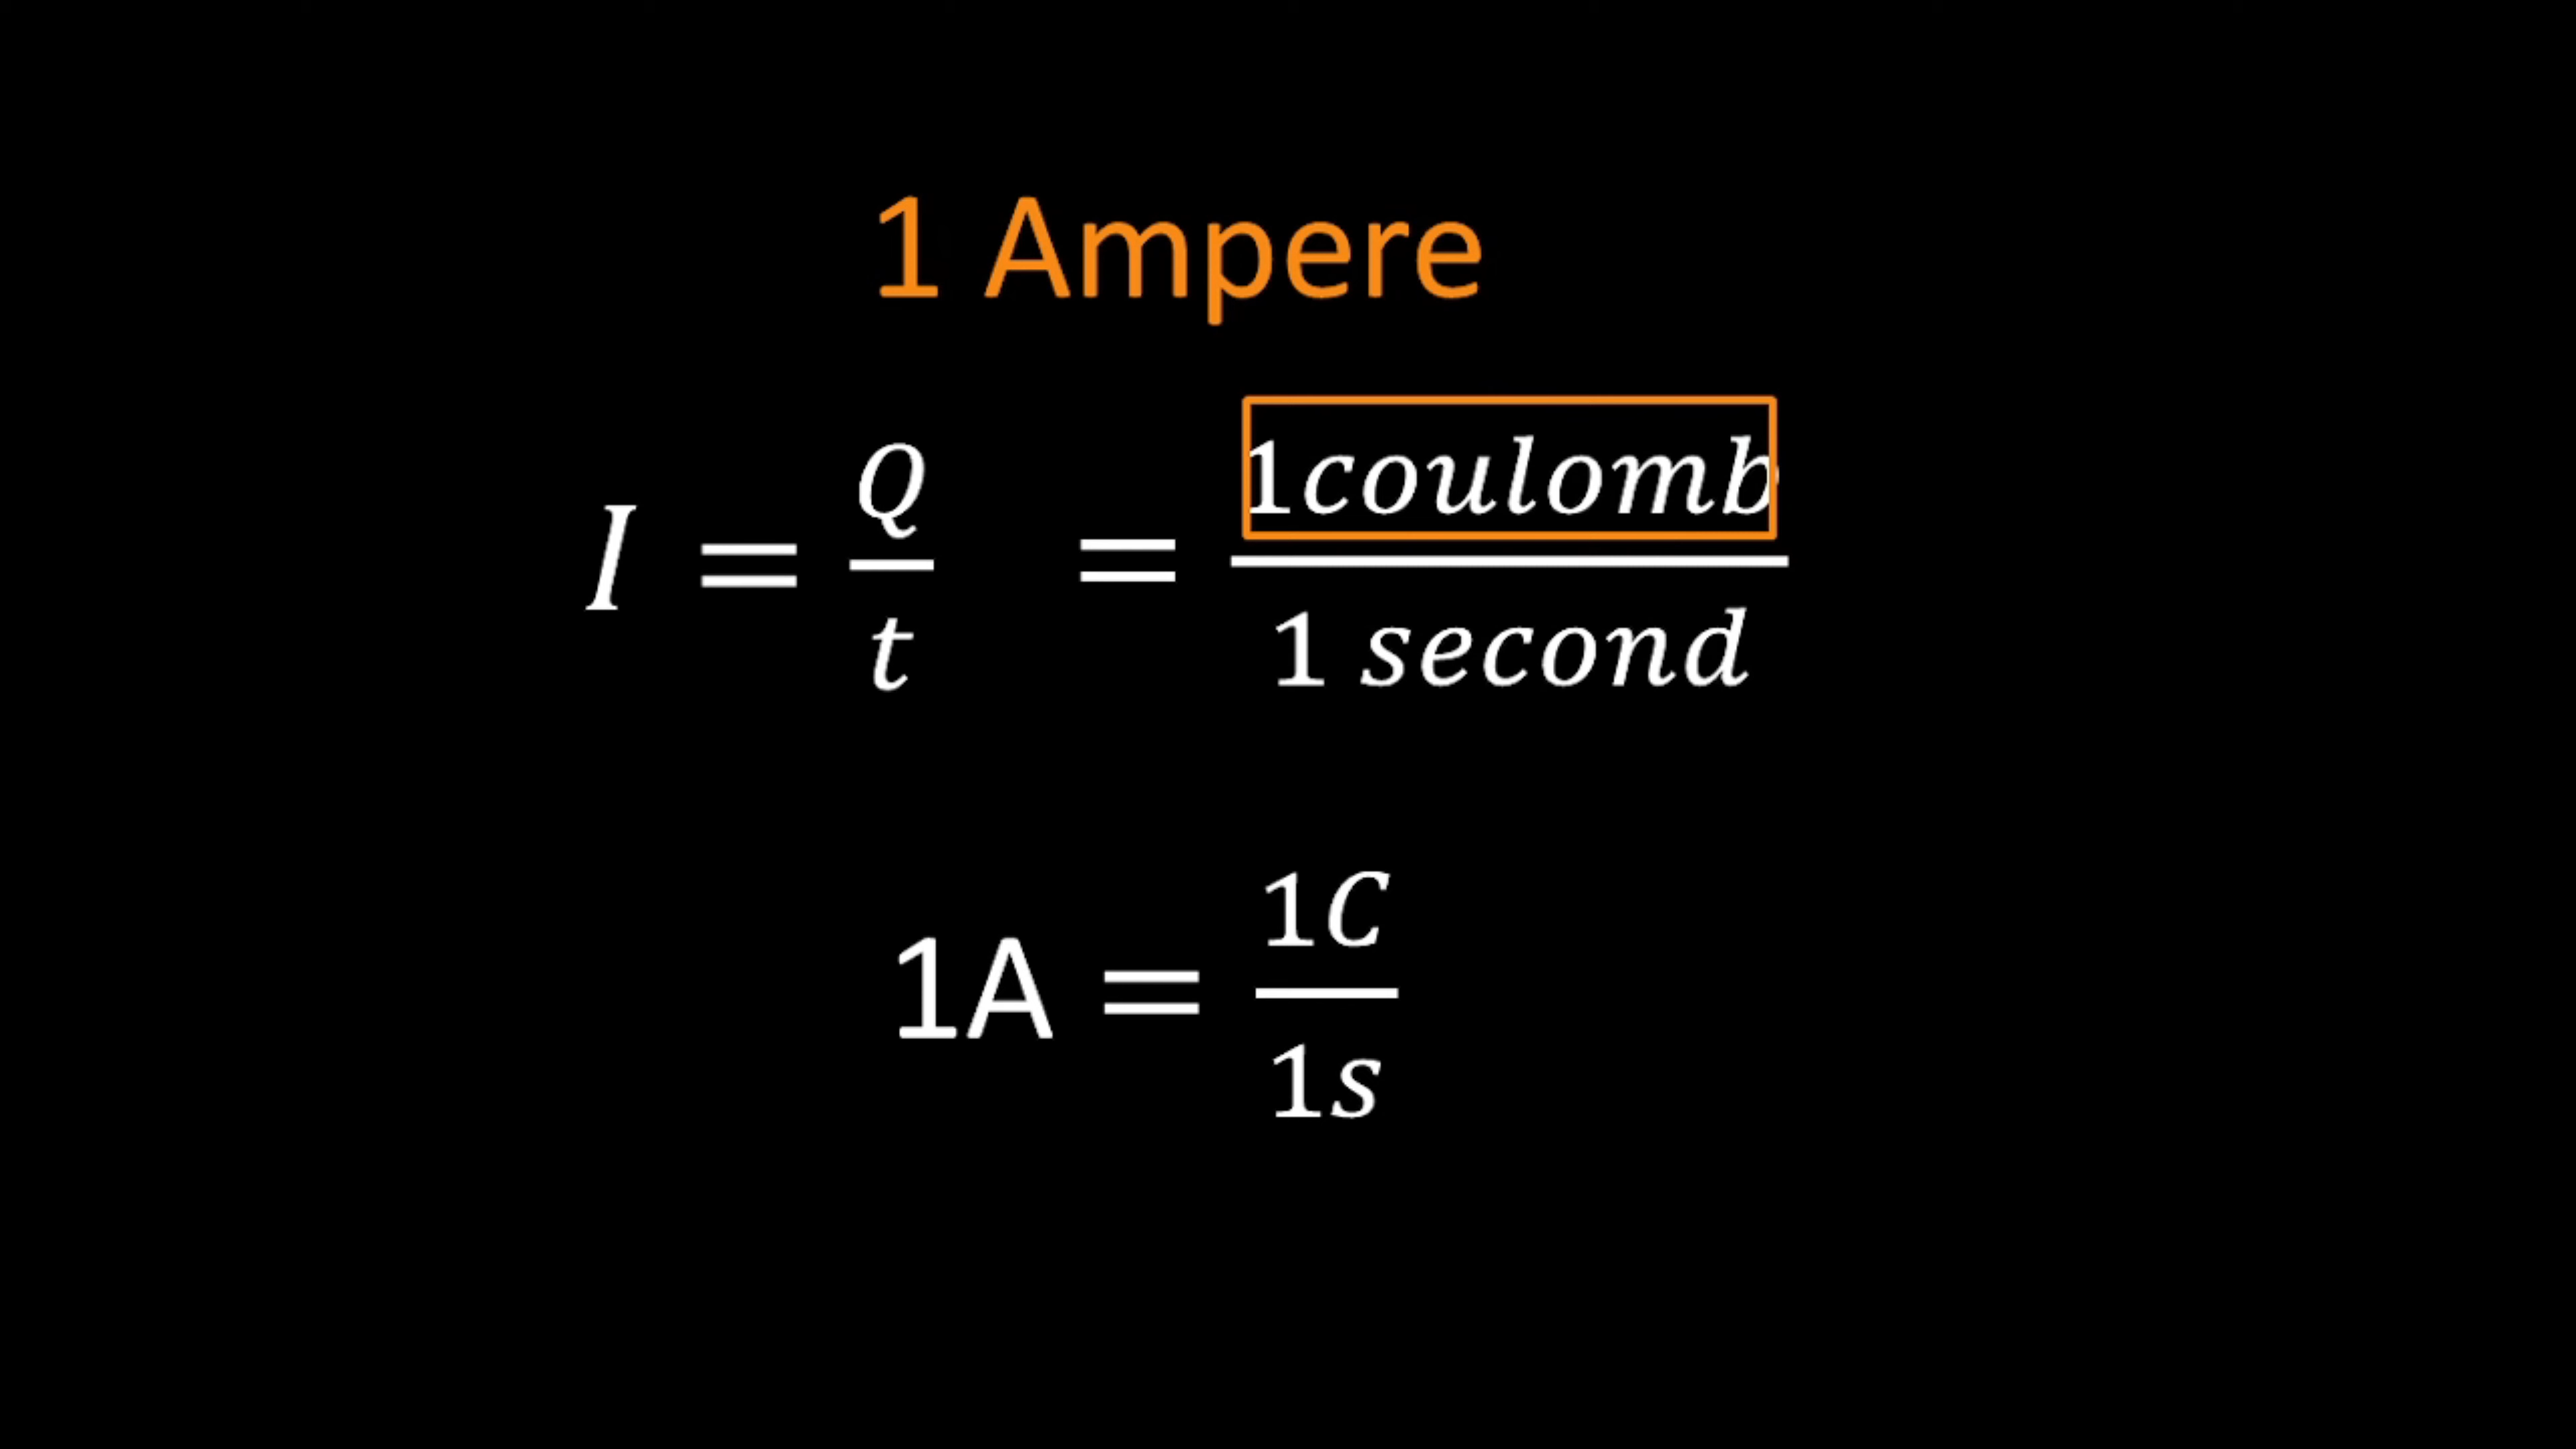 1 Ampere
I = Q/t = 1coulomb/1 second
1A = 1C/1s